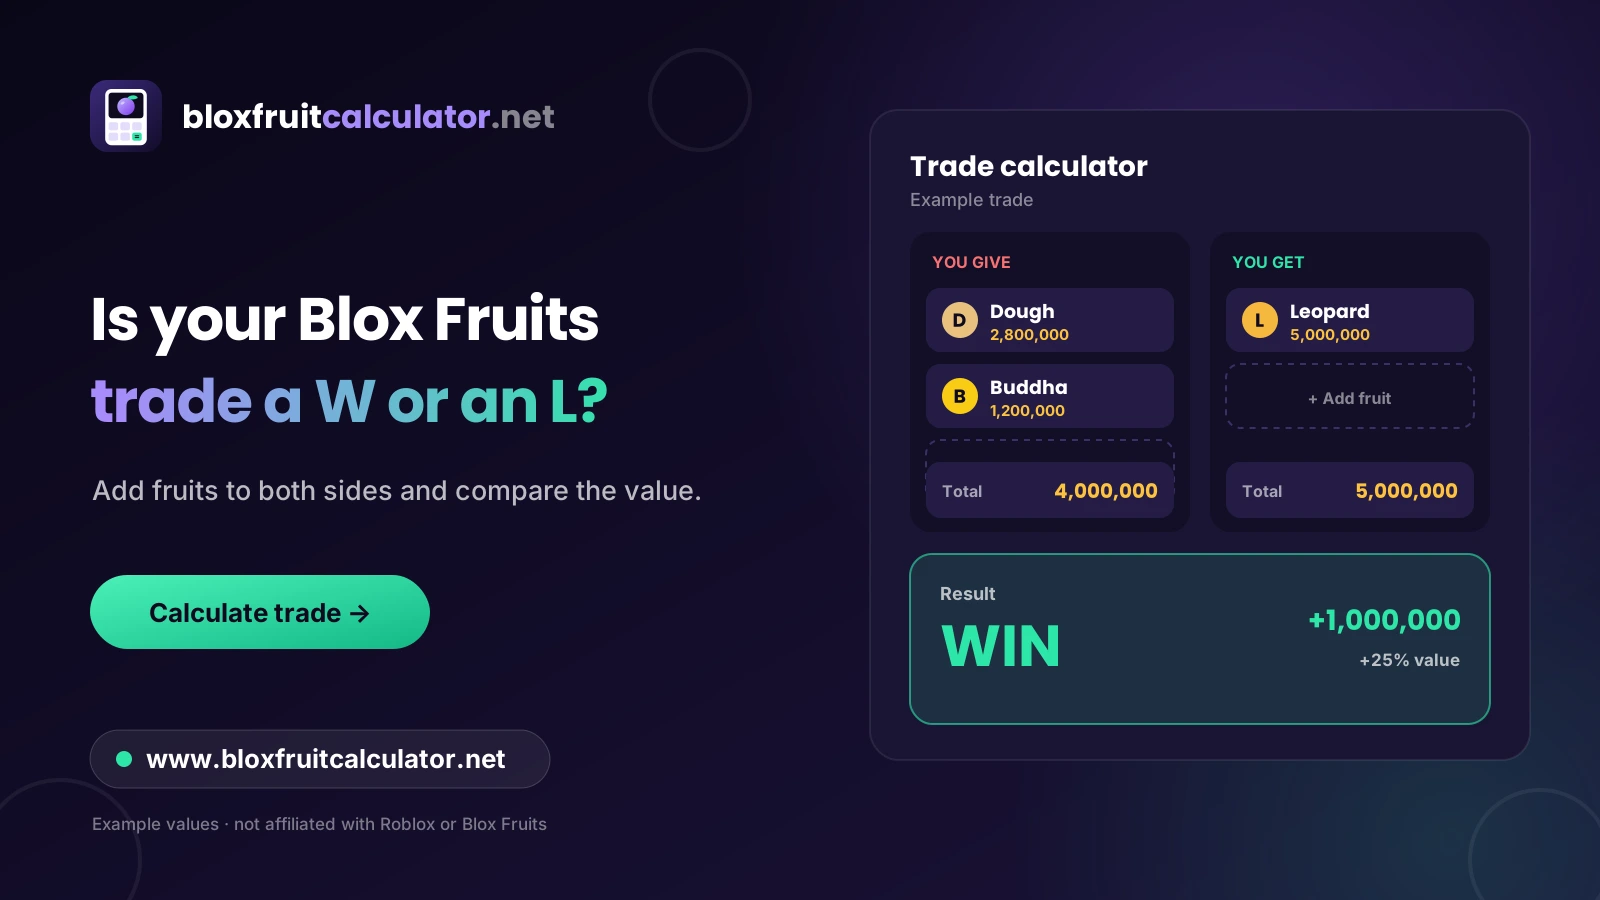 bloxfruitcalculator.net
Is your Blox Fruits
trade a W or an L?
Add fruits to both sides and compare the value.
Calculate trade →
www.bloxfruitcalculator.net
Example values · not affiliated with Roblox or Blox Fruits
Trade calculator
Example trade
YOU GIVE
D
Dough
2,800,000
B
Buddha
1,200,000
Total 4,000,000
YOU GET
L
Leopard
5,000,000
+ Add fruit
Total 5,000,000
Result
WIN
+1,000,000
+25% value